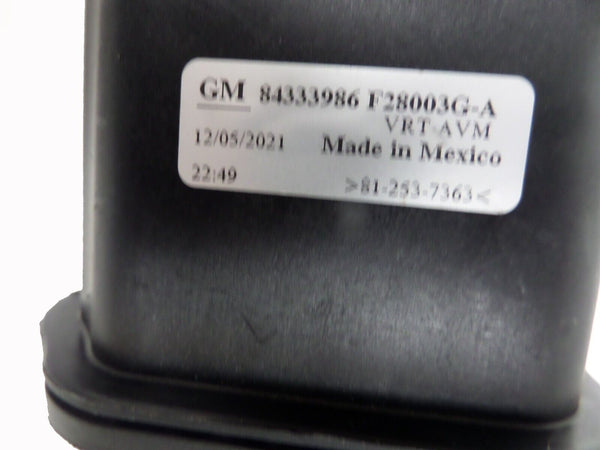 GM 84333986 F28003G-A
VRT-AVM
12/05/2021 Made in Mexico
22:49 >81-253-7363<